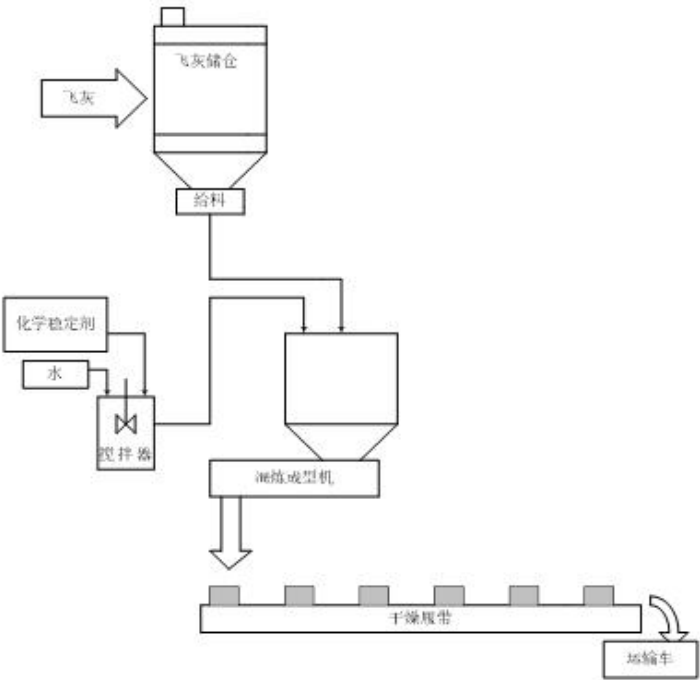 飞灰储仓
飞灰
给料
化学稳定剂
水
搅拌器
混炼成型机
干燥履带
运输车